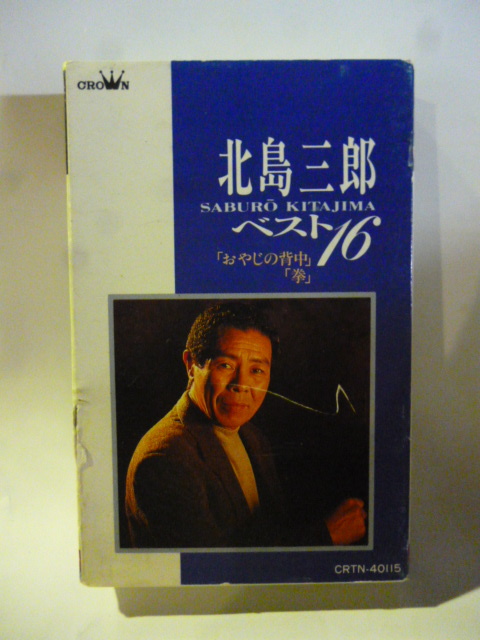 CROWN
北島三郎
SABURŌ KITAJIMA
ベスト16
「おやじの背中」
「拳」
CRTN-40115